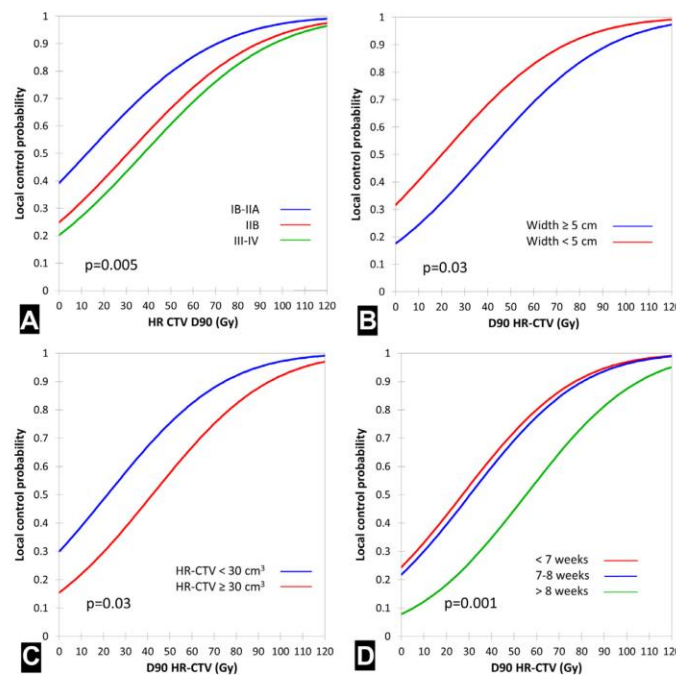 1
0.9
0.8
0.7
0.6
0.5
0.4
0.3
0.2
0.1
0
Local control probability
IB-IIA
IIB
III-IV
p=0.005
0 10 20 30 40 50 60 70 80 90 100 110 120
HR CTV D90 (Gy)
A
1
0.9
0.8
0.7
0.6
0.5
0.4
0.3
0.2
0.1
0
Local control probability
Width ≥ 5 cm
Width < 5 cm
p=0.03
0 10 20 30 40 50 60 70 80 90 100 110 120
D90 HR-CTV (Gy)
B
1
0.9
0.8
0.7
0.6
0.5
0.4
0.3
0.2
0.1
0
Local control probability
HR-CTV < 30 cm³
HR-CTV ≥ 30 cm³
p=0.03
0 10 20 30 40 50 60 70 80 90 100 110 120
D90 HR-CTV (Gy)
C
1
0.9
0.8
0.7
0.6
0.5
0.4
0.3
0.2
0.1
0
Local control probability
< 7 weeks
7-8 weeks
> 8 weeks
p=0.001
0 10 20 30 40 50 60 70 80 90 100 110 120
D90 HR-CTV (Gy)
D